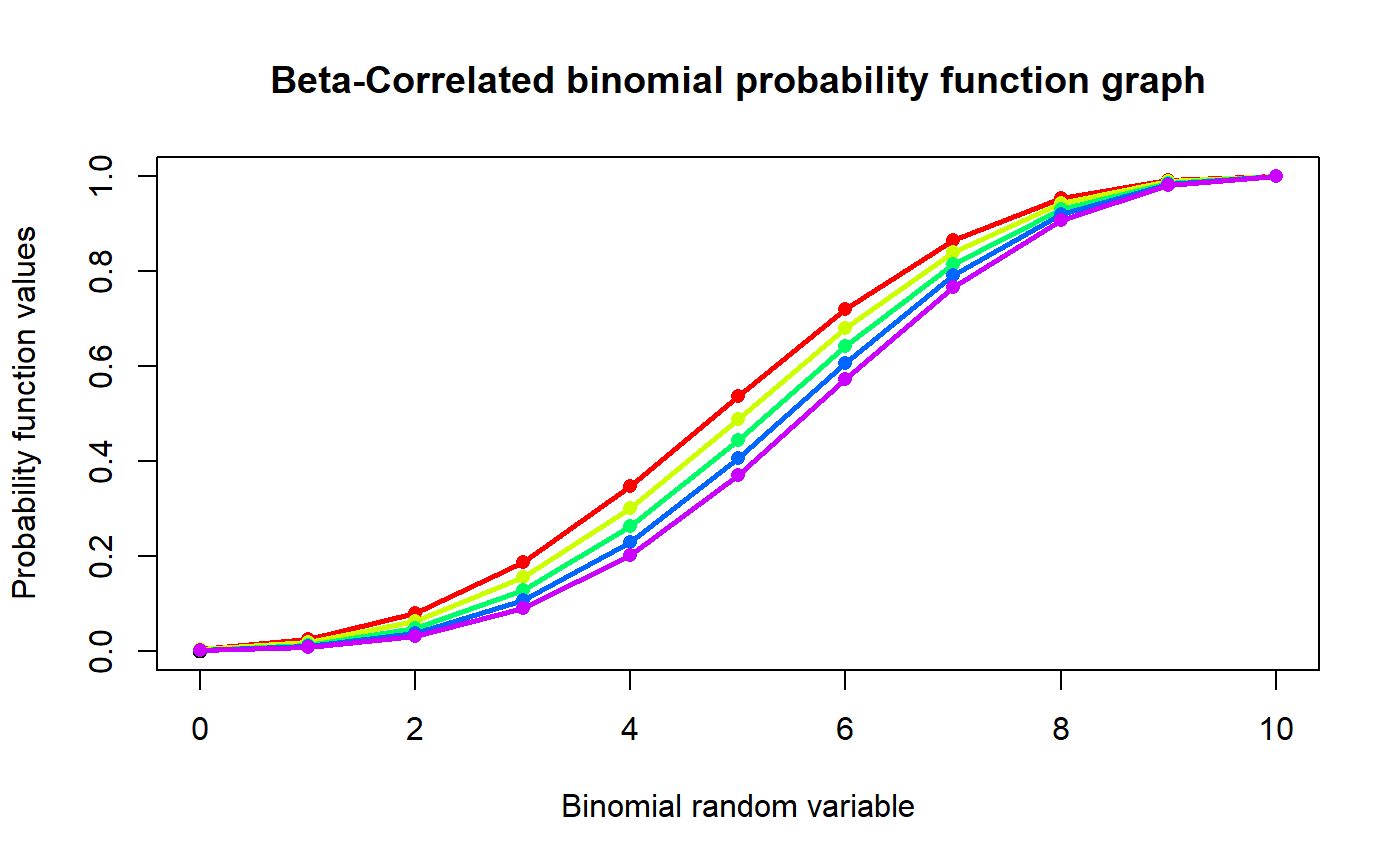 Beta-Correlated binomial probability function graph
Probability function values
1.0
0.8
0.6
0.4
0.2
0.0
0 2 4 6 8 10
Binomial random variable